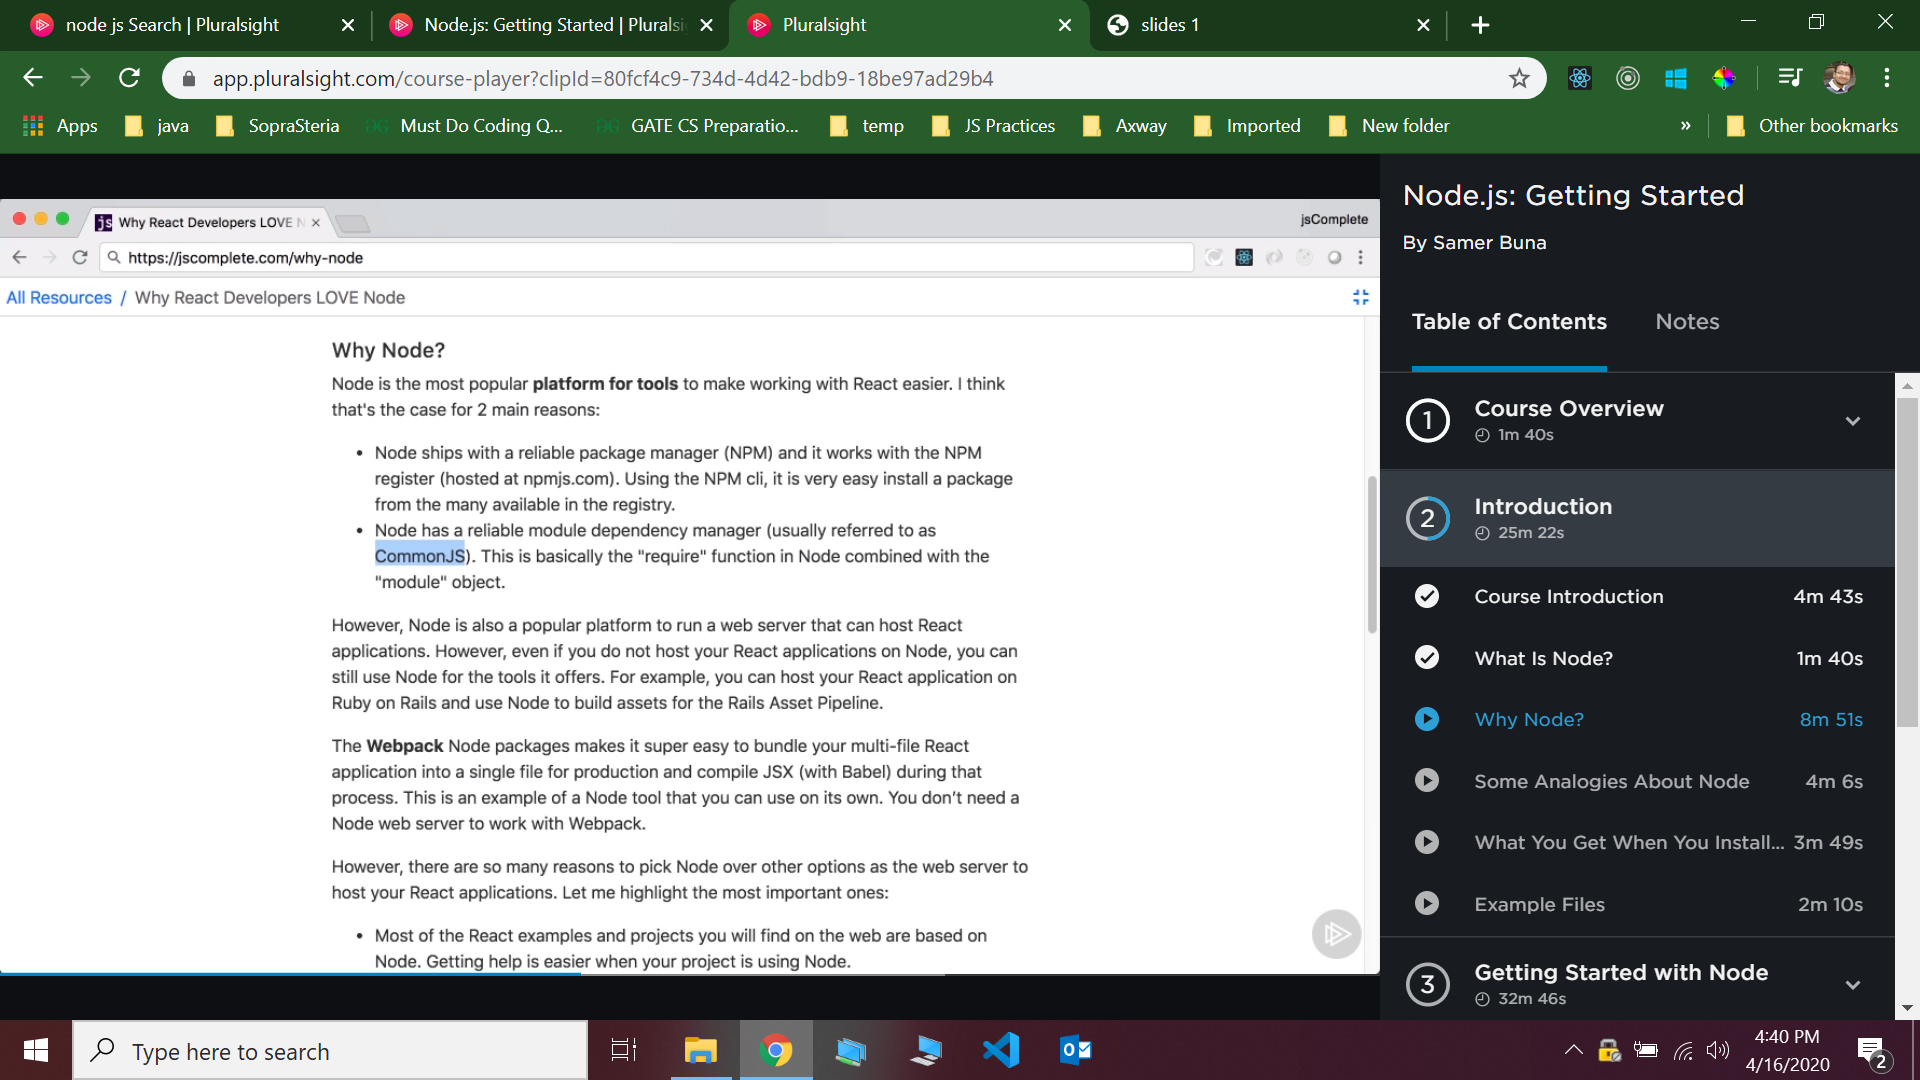 node js Search | Pluralsight
Node.js: Getting Started | Plurals
Pluralsight
slides 1
app.pluralsight.com/course-player?clipId=80fcf4c9-734d-4d42-bdb9-18be97ad29b4
Apps
java
SopraSteria
Must Do Coding Q...
GATE CS Preparatio...
temp
JS Practices
Axway
Imported
New folder
»
Other bookmarks
js Why React Developers LOVE N
jsComplete
https://jscomplete.com/why-node
All Resources / Why React Developers LOVE Node
Why Node?
Node is the most popular platform for tools to make working with React easier. I think
that's the case for 2 main reasons:
• Node ships with a reliable package manager (NPM) and it works with the NPM
register (hosted at npmjs.com). Using the NPM cli, it is very easy install a package
from the many available in the registry.
• Node has a reliable module dependency manager (usually referred to as
CommonJS). This is basically the "require" function in Node combined with the
"module" object.
However, Node is also a popular platform to run a web server that can host React
applications. However, even if you do not host your React applications on Node, you can
still use Node for the tools it offers. For example, you can host your React application on
Ruby on Rails and use Node to build assets for the Rails Asset Pipeline.
The Webpack Node packages makes it super easy to bundle your multi-file React
application into a single file for production and compile JSX (with Babel) during that
process. This is an example of a Node tool that you can use on its own. You don’t need a
Node web server to work with Webpack.
However, there are so many reasons to pick Node over other options as the web server to
host your React applications. Let me highlight the most important ones:
• Most of the React examples and projects you will find on the web are based on
Node. Getting help is easier when your project is using Node.
Node.js: Getting Started
By Samer Buna
Table of Contents
Notes
1 Course Overview
1m 40s
2 Introduction
25m 22s
Course Introduction 4m 43s
What Is Node? 1m 40s
Why Node? 8m 51s
Some Analogies About Node 4m 6s
What You Get When You Install... 3m 49s
Example Files 2m 10s
3 Getting Started with Node
32m 46s
Type here to search
4:40 PM
4/16/2020
2